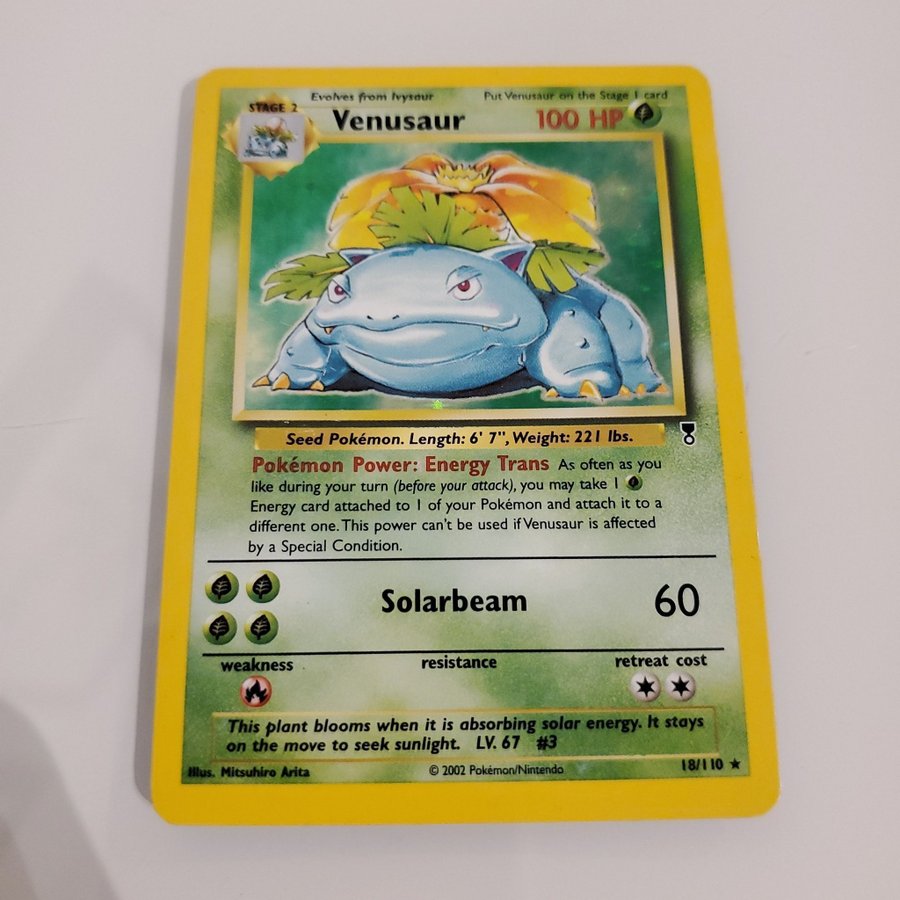 Evolves from Ivysaur Put Venusaur on the Stage 1 card
STAGE 2
Venusaur 100 HP
Seed Pokémon. Length: 6' 7", Weight: 221 lbs.
Pokémon Power: Energy Trans As often as you
like during your turn (before your attack), you may take 1
Energy card attached to 1 of your Pokémon and attach it to a
different one. This power can't be used if Venusaur is affected
by a Special Condition.
Solarbeam 60
weakness resistance retreat cost
This plant blooms when it is absorbing solar energy. It stays
on the move to seek sunlight. LV. 67 #3
Illus. Mitsuhiro Arita © 2002 Pokémon/Nintendo 18/110 ★